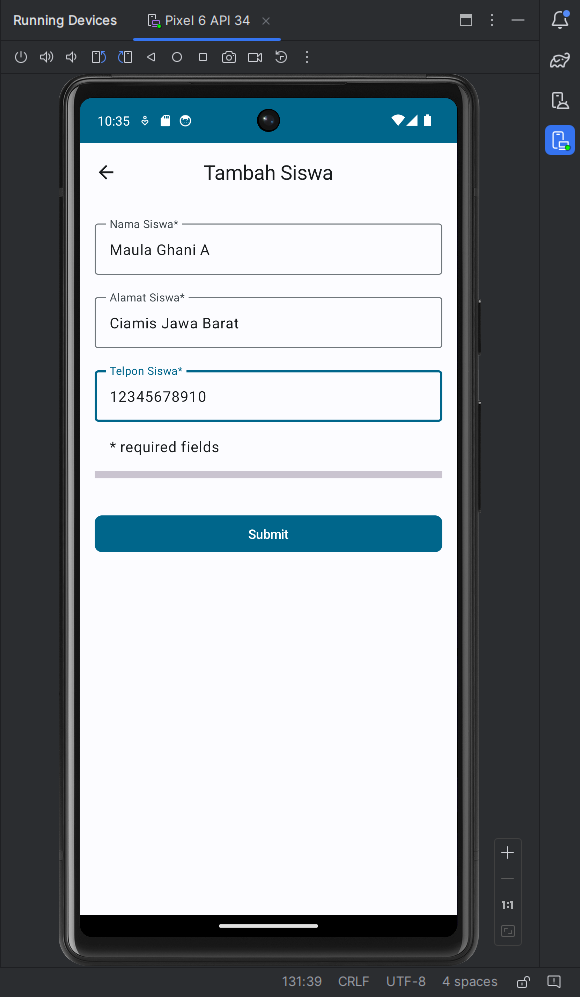 Running Devices
Pixel 6 API 34
10:35
Tambah Siswa
Nama Siswa*
Maula Ghani A
Alamat Siswa*
Ciamis Jawa Barat
Telpon Siswa*
12345678910
* required fields
Submit
1:1
131:39 CRLF UTF-8 4 spaces